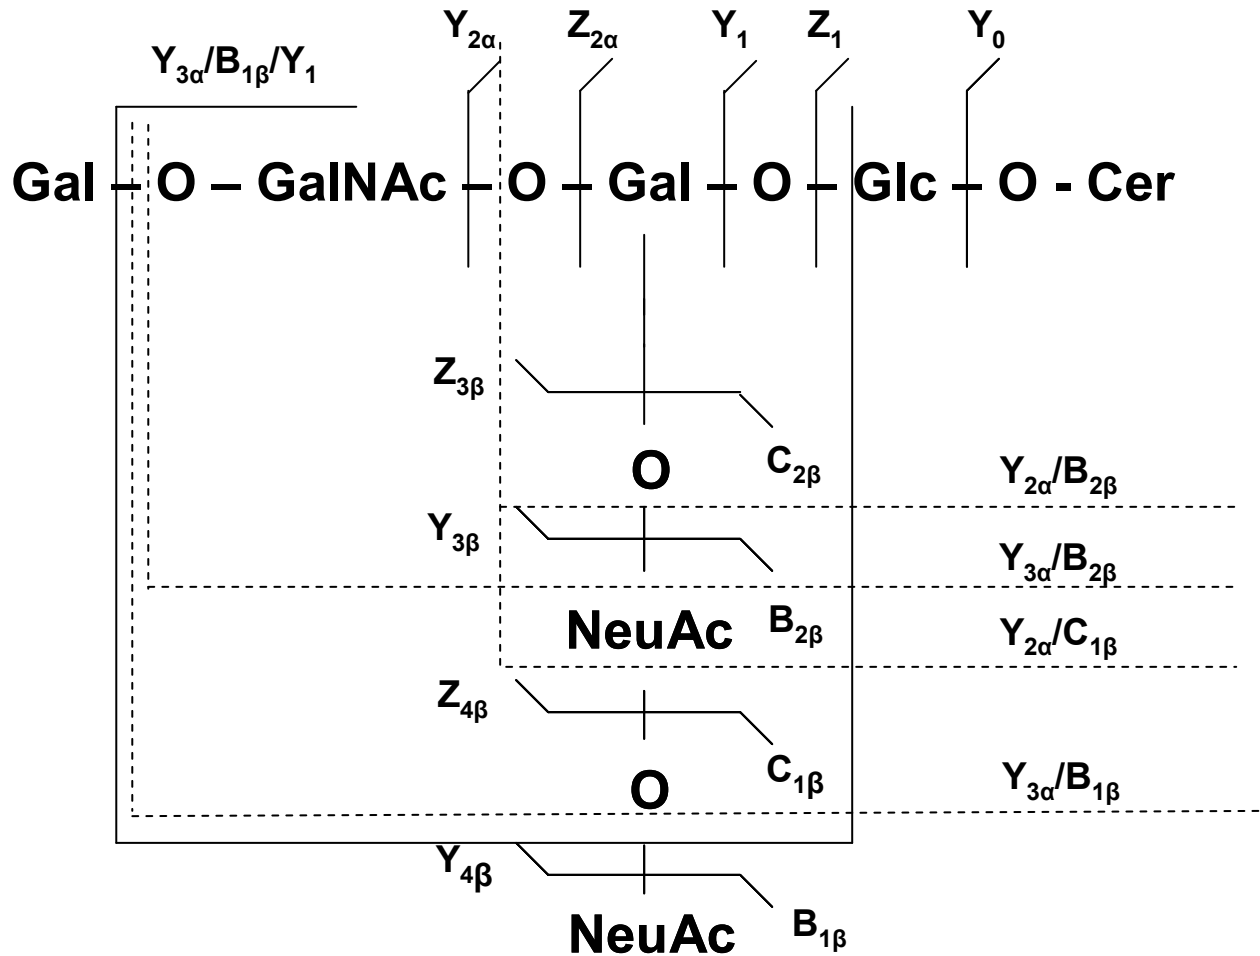 Y2α Z2α Y1 Z1 Y0
Y3α/B1β/Y1
Gal – O – GalNAc – O – Gal – O – Glc – O - Cer
Z3β
O C2β
Y2α/B2β
Y3β
Y3α/B2β
NeuAc B2β
Y2α/C1β
Z4β
C1β
O
Y3α/B1β
Y4β
NeuAc B1β